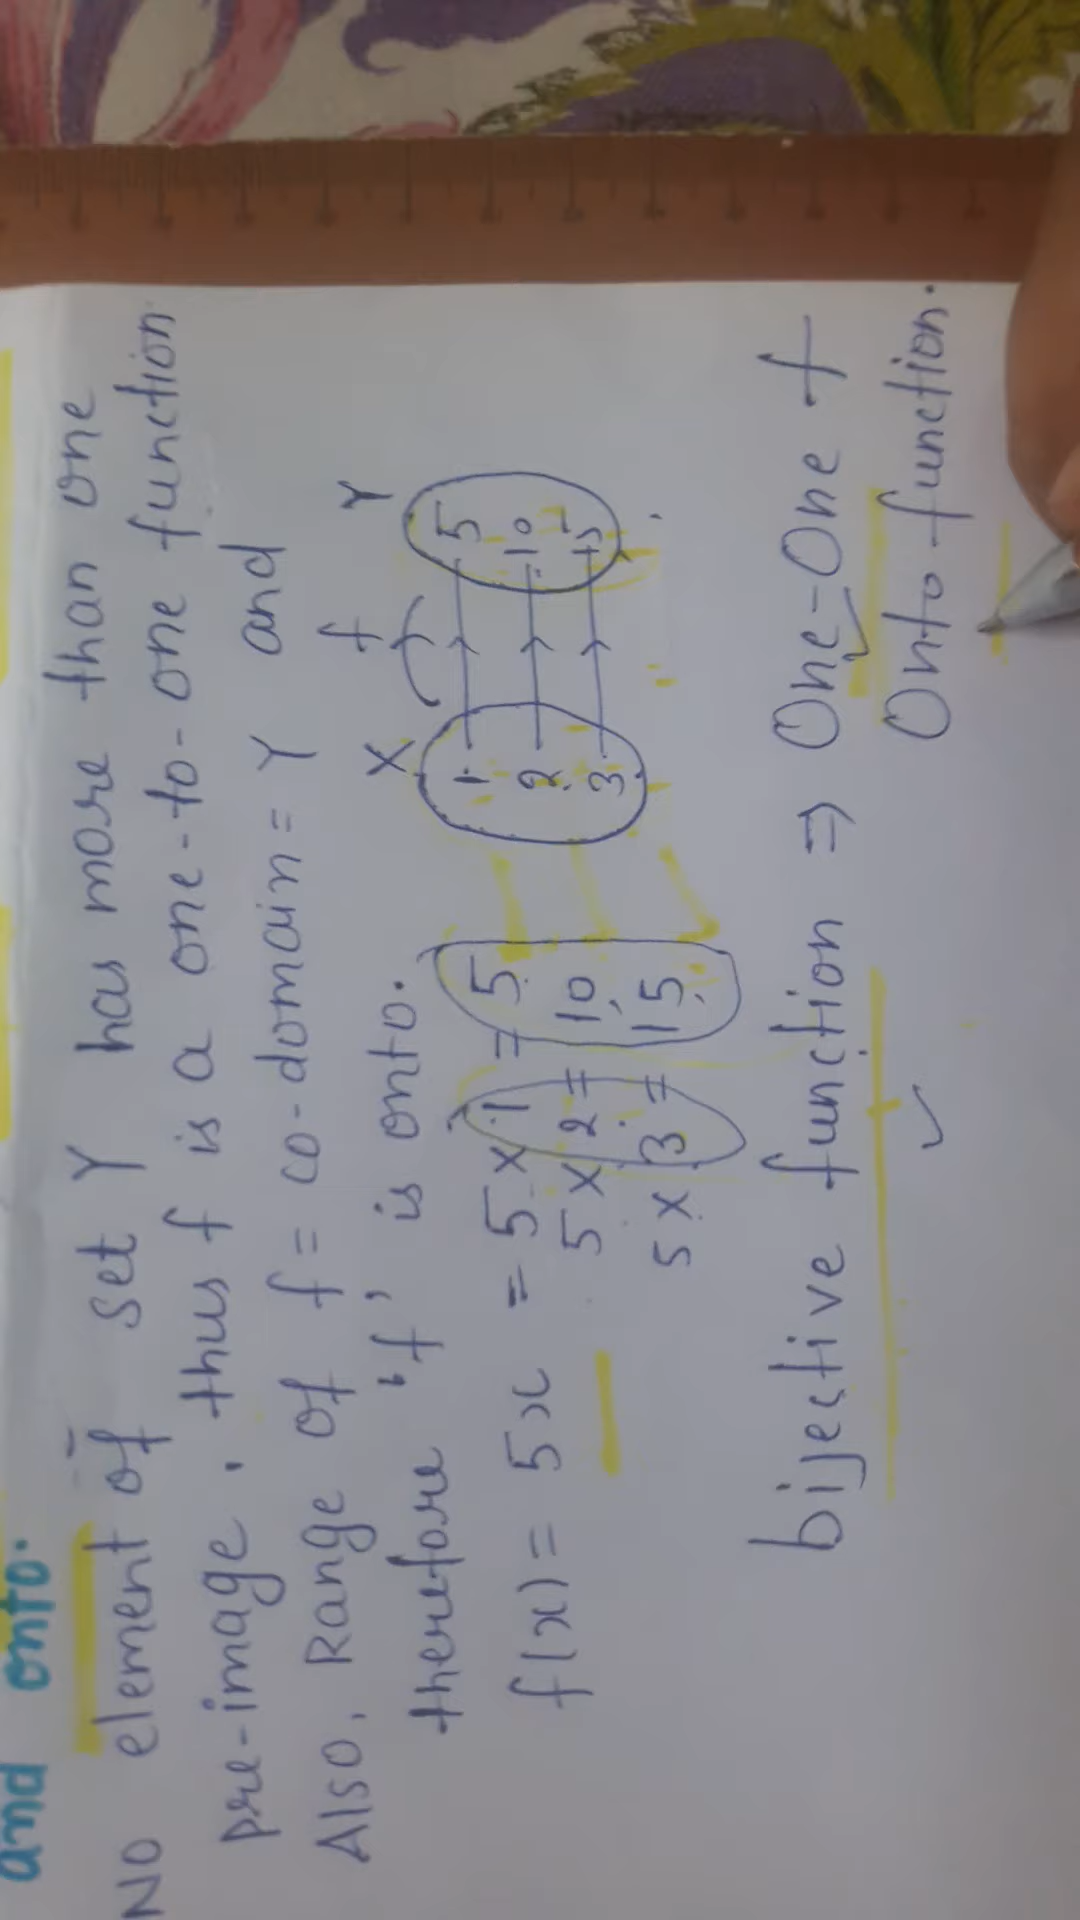 and onto.
No element of set Y has more than one
pre-image. thus f is a one-to-one function
Also, Range of f = co-domain = Y and
therefore 'f' is onto.
f(x) = 5x = 5 x 1 = 5
5 x 2 = 10
5 x 3 = 15
X f Y
1 5
2 10
3 15
bijective function ⇒ One-One f
Onto function.